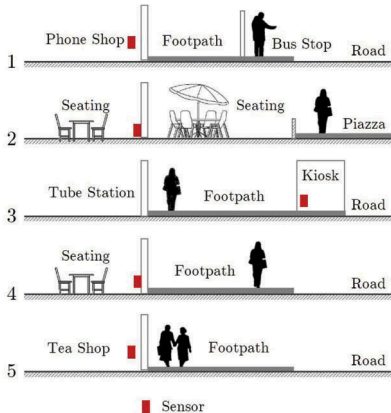 Phone Shop Footpath Bus Stop Road
1
Seating Seating
2 Piazza
Kiosk
Tube Station Footpath
3 Road
Seating Footpath
4 Road
Tea Shop Footpath
5 Road
Sensor